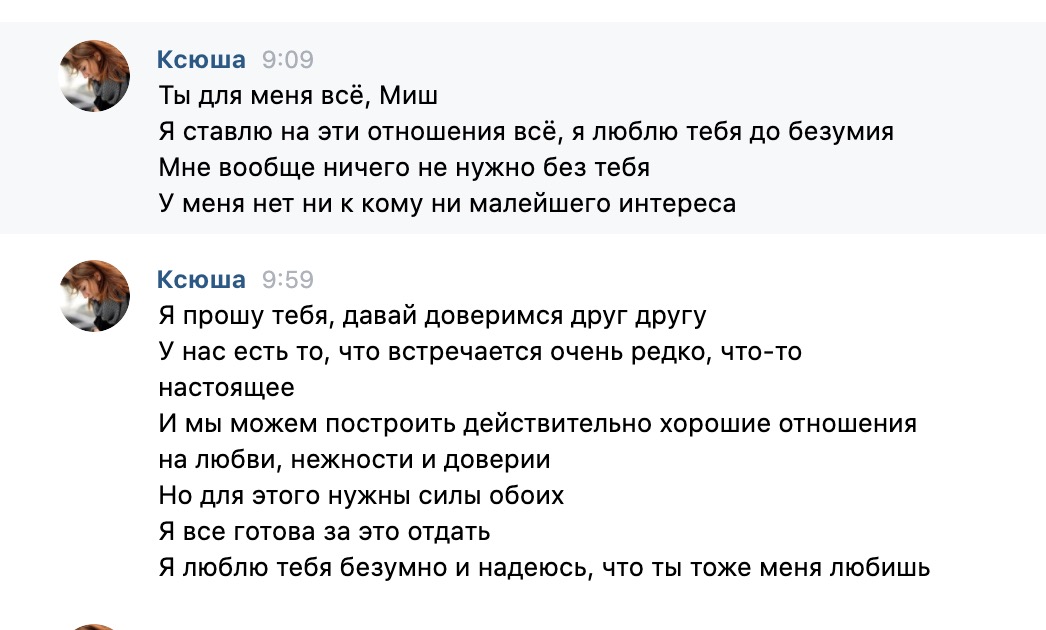 Ксюша 9:09
Ты для меня всё, Миш
Я ставлю на эти отношения всё, я люблю тебя до безумия
Мне вообще ничего не нужно без тебя
У меня нет ни к кому ни малейшего интереса
Ксюша 9:59
Я прошу тебя, давай доверимся друг другу
У нас есть то, что встречается очень редко, что-то
настоящее
И мы можем построить действительно хорошие отношения
на любви, нежности и доверии
Но для этого нужны силы обоих
Я все готова за это отдать
Я люблю тебя безумно и надеюсь, что ты тоже меня любишь